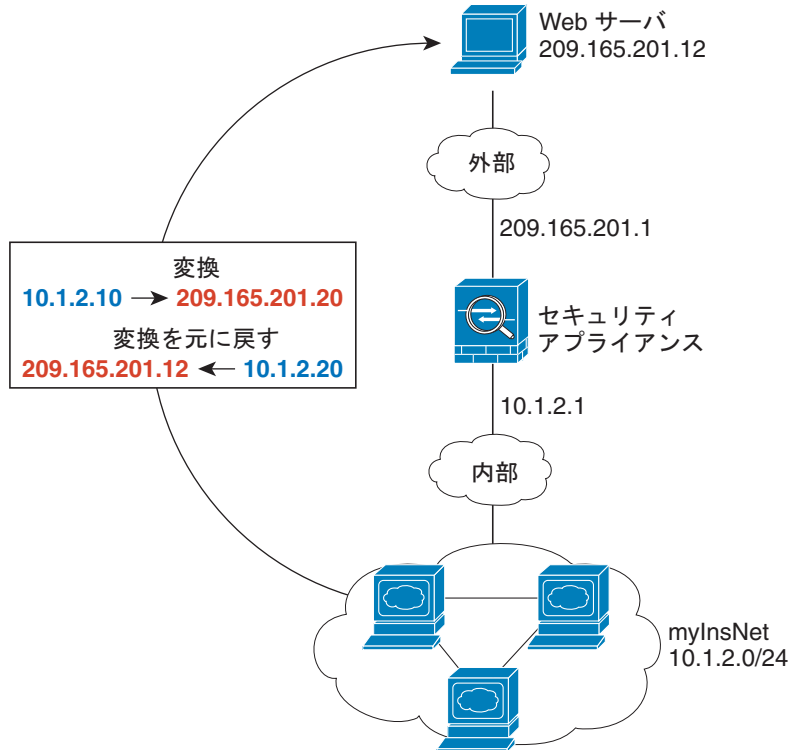 Web サーバ
209.165.201.12
外部
209.165.201.1
変換
10.1.2.10 → 209.165.201.20
変換を元に戻す
209.165.201.12 ← 10.1.2.20
セキュリティ
アプライアンス
10.1.2.1
内部
myInsNet
10.1.2.0/24